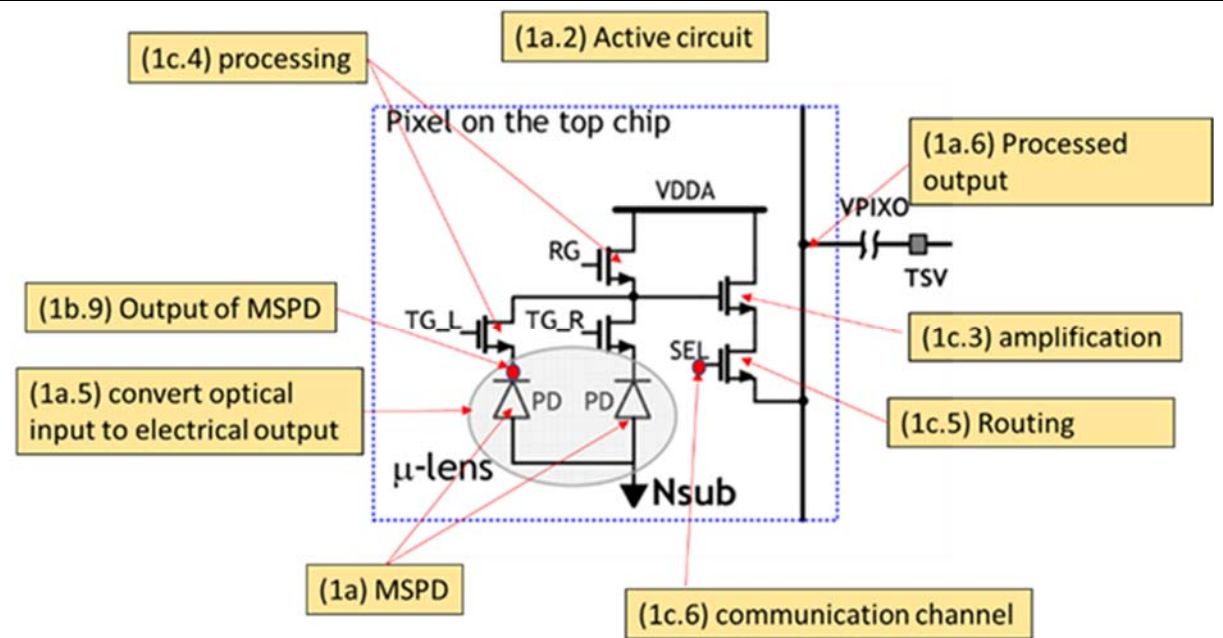 (1a.2) Active circuit
(1c.4) processing
Pixel on the top chip
(1a.6) Processed
output
VDDA
VPIXO
RG
TSV
(1b.9) Output of MSPD
TG_L
TG_R
(1c.3) amplification
SEL
(1a.5) convert optical
input to electrical output
PD
PD
(1c.5) Routing
μ-lens
Nsub
(1a) MSPD
(1c.6) communication channel